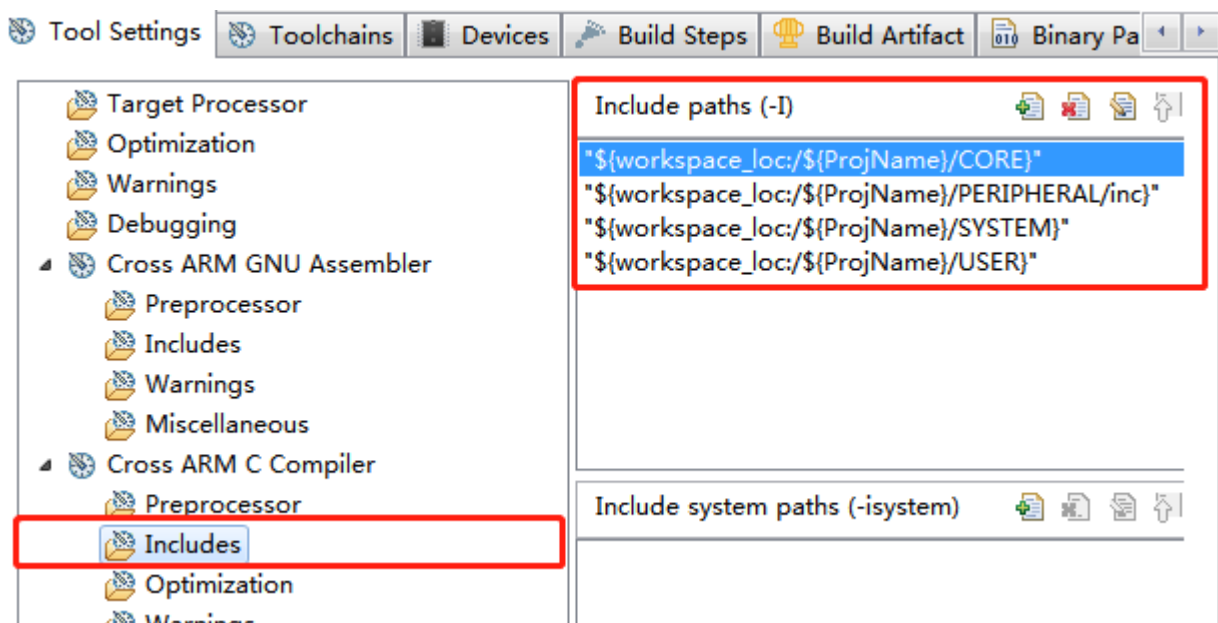 Tool Settings Toolchains Devices Build Steps Build Artifact Binary Pa
Target Processor
Optimization
Warnings
Debugging
Cross ARM GNU Assembler
Preprocessor
Includes
Warnings
Miscellaneous
Cross ARM C Compiler
Preprocessor
Includes
Optimization
Warnings
Include paths (-I)
"${workspace_loc:/${ProjName}/CORE}"
"${workspace_loc:/${ProjName}/PERIPHERAL/inc}"
"${workspace_loc:/${ProjName}/SYSTEM}"
"${workspace_loc:/${ProjName}/USER}"
Include system paths (-isystem)